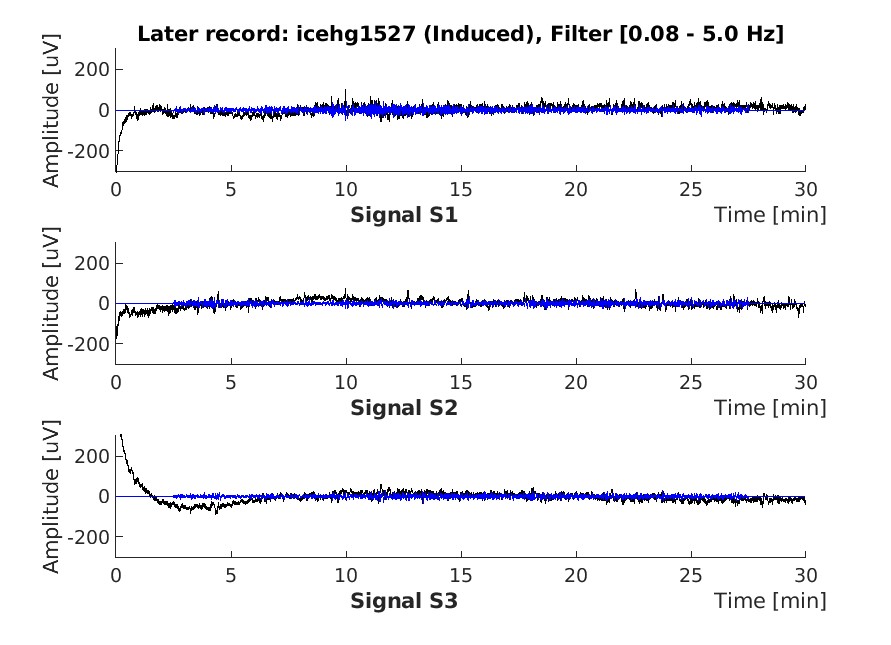 Later record: icehg1527 (Induced), Filter [0.08 - 5.0 Hz]
Amplitude [uV]
200
0
-200
0 5 10 15 20 25 30
Signal S1 Time [min]
Amplitude [uV]
200
0
-200
0 5 10 15 20 25 30
Signal S2 Time [min]
Amplitude [uV]
200
0
-200
0 5 10 15 20 25 30
Signal S3 Time [min]